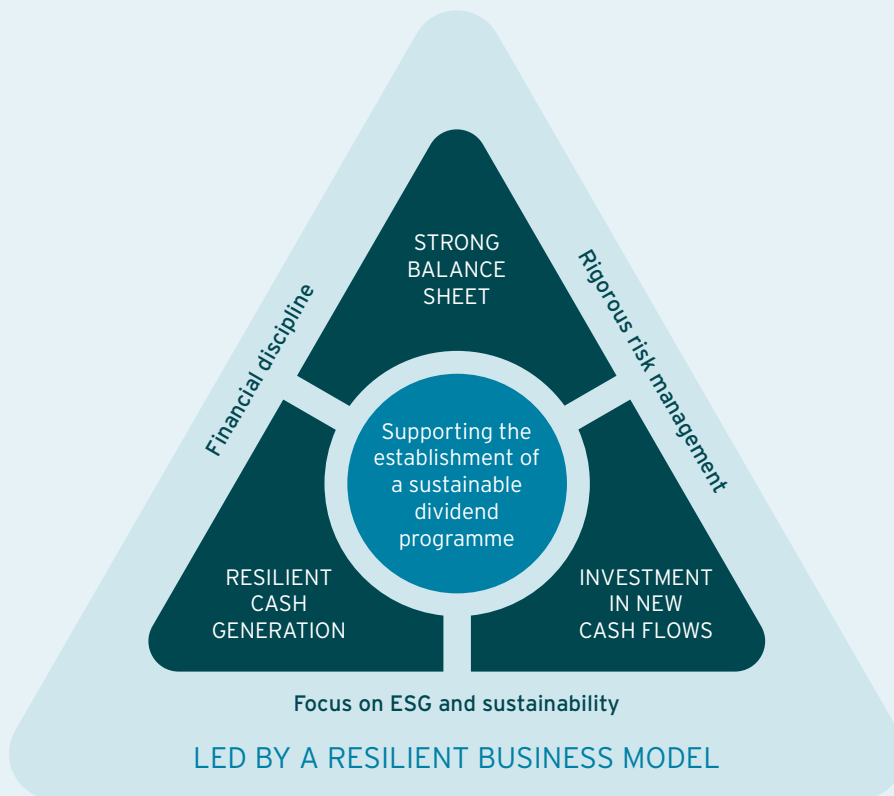 STRONG
BALANCE
SHEET
Financial discipline
Rigorous risk management
Supporting the
establishment of
a sustainable
dividend
programme
RESILIENT
CASH
GENERATION
INVESTMENT
IN NEW
CASH FLOWS
Focus on ESG and sustainability
LED BY A RESILIENT BUSINESS MODEL